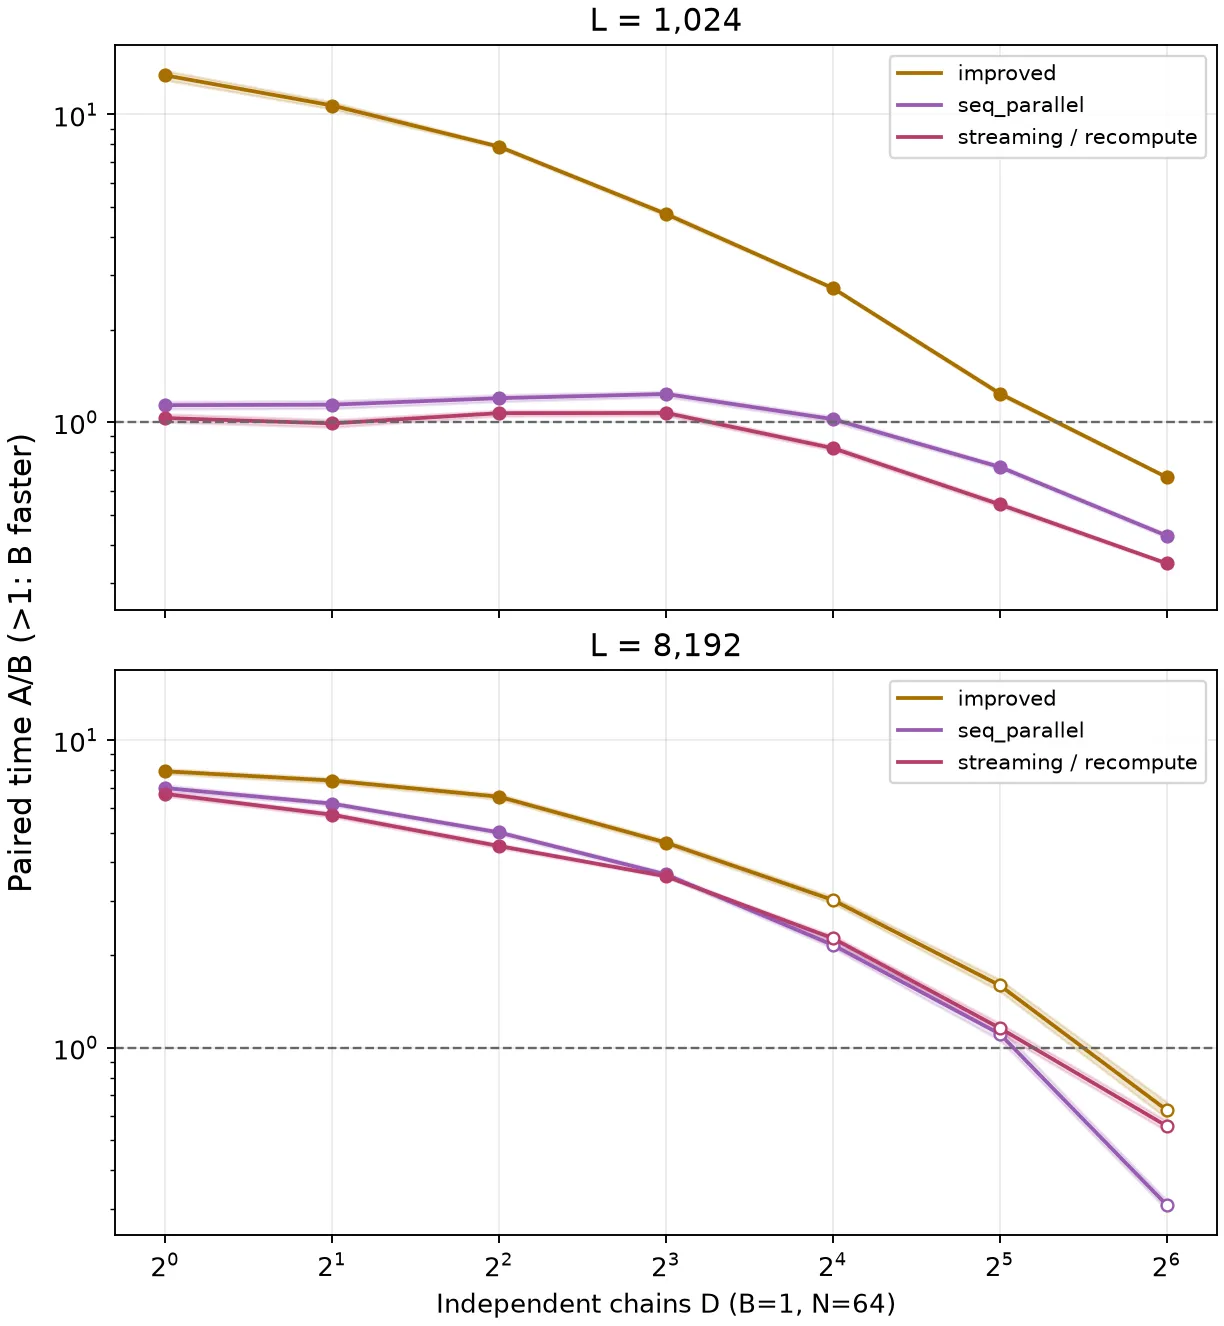 L = 1,024
improved
seq_parallel
streaming / recompute
10¹
10⁰
Paired time A/B (>1: B faster)
L = 8,192
improved
seq_parallel
streaming / recompute
10¹
10⁰
2⁰ 2¹ 2² 2³ 2⁴ 2⁵ 2⁶
Independent chains D (B=1, N=64)